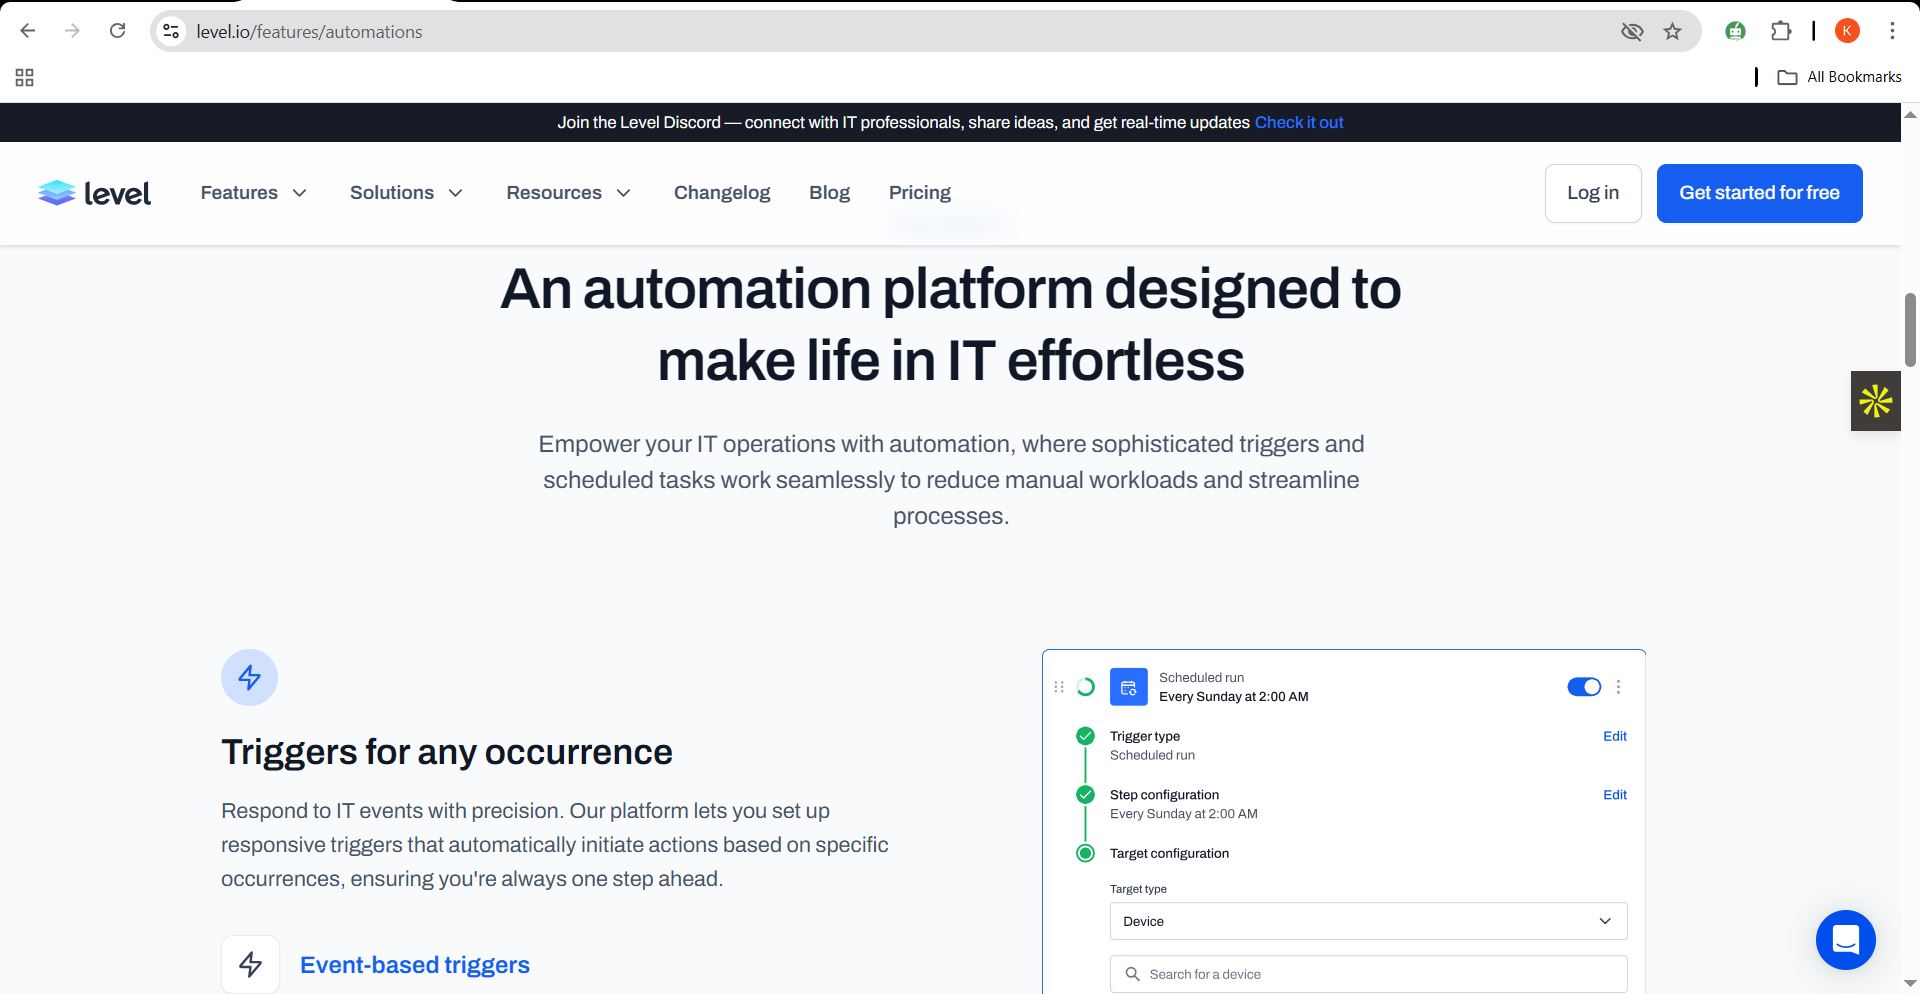 level.io/features/automations
K
All Bookmarks
Join the Level Discord — connect with IT professionals, share ideas, and get real-time updates Check it out
level
Features
Solutions
Resources
Changelog
Blog
Pricing
Log in
Get started for free
An automation platform designed to
make life in IT effortless
Empower your IT operations with automation, where sophisticated triggers and
scheduled tasks work seamlessly to reduce manual workloads and streamline
processes.
Triggers for any occurrence
Respond to IT events with precision. Our platform lets you set up
responsive triggers that automatically initiate actions based on specific
occurrences, ensuring you're always one step ahead.
Event-based triggers
Scheduled run
Every Sunday at 2:00 AM
Trigger type
Edit
Scheduled run
Step configuration
Edit
Every Sunday at 2:00 AM
Target configuration
Target type
Device
Search for a device